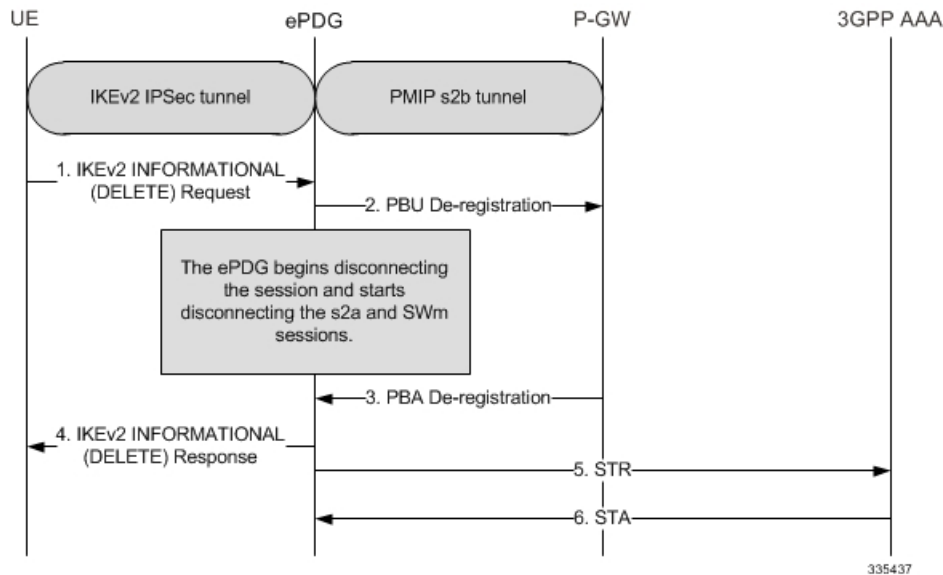 UE
ePDG
P-GW
3GPP AAA
IKEv2 IPSec tunnel
PMIP s2b tunnel
1. IKEv2 INFORMATIONAL
(DELETE) Request
2. PBU De-registration
The ePDG begins disconnecting
the session and starts
disconnecting the s2a and SWm
sessions.
3. PBA De-registration
4. IKEv2 INFORMATIONAL
(DELETE) Response
5. STR
6. STA
335437